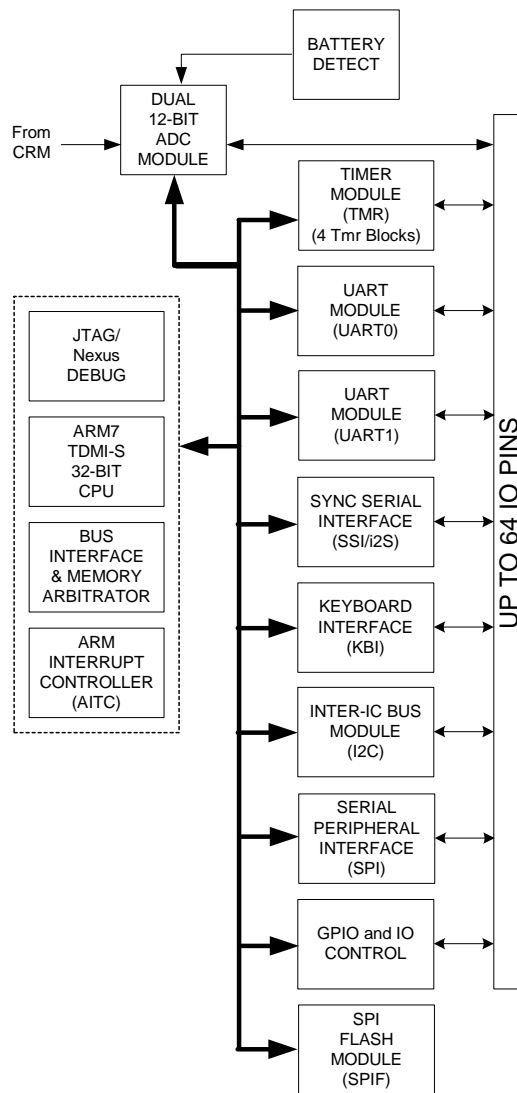 BATTERY
DETECT
DUAL
12-BIT
ADC
MODULE
From
CRM
TIMER
MODULE
(TMR)
(4 Tmr Blocks)
UART
MODULE
(UART0)
JTAG/
Nexus
DEBUG
UART
MODULE
(UART1)
ARM7
TDMI-S
32-BIT
CPU
SYNC SERIAL
INTERFACE
(SSI/i2S)
BUS
INTERFACE
& MEMORY
ARBITRATOR
KEYBOARD
INTERFACE
(KBI)
ARM
INTERRUPT
CONTROLLER
(AITC)
INTER-IC BUS
MODULE
(I2C)
SERIAL
PERIPHERAL
INTERFACE
(SPI)
GPIO and IO
CONTROL
SPI
FLASH
MODULE
(SPIF)
UP TO 64 IO PINS